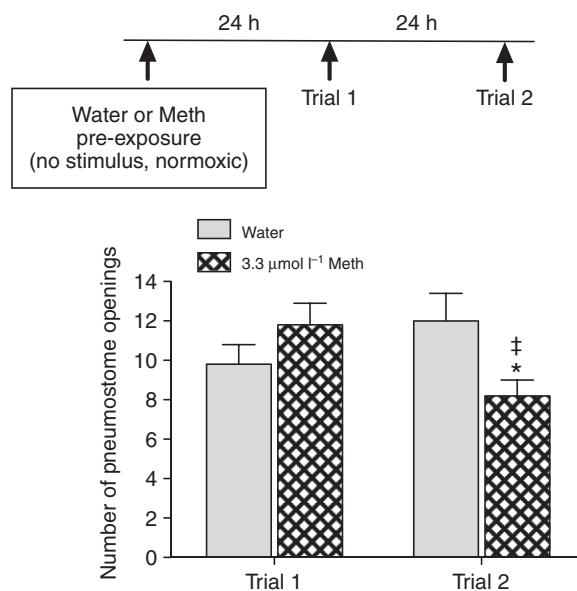 24 h 24 h
Water or Meth
pre-exposure
(no stimulus, normoxic)
Trial 1
Trial 2
Water
3.3 μmol l⁻¹ Meth
Number of pneumostome openings
14
12
10
8
6
4
2
0
‡
*
Trial 1 Trial 2